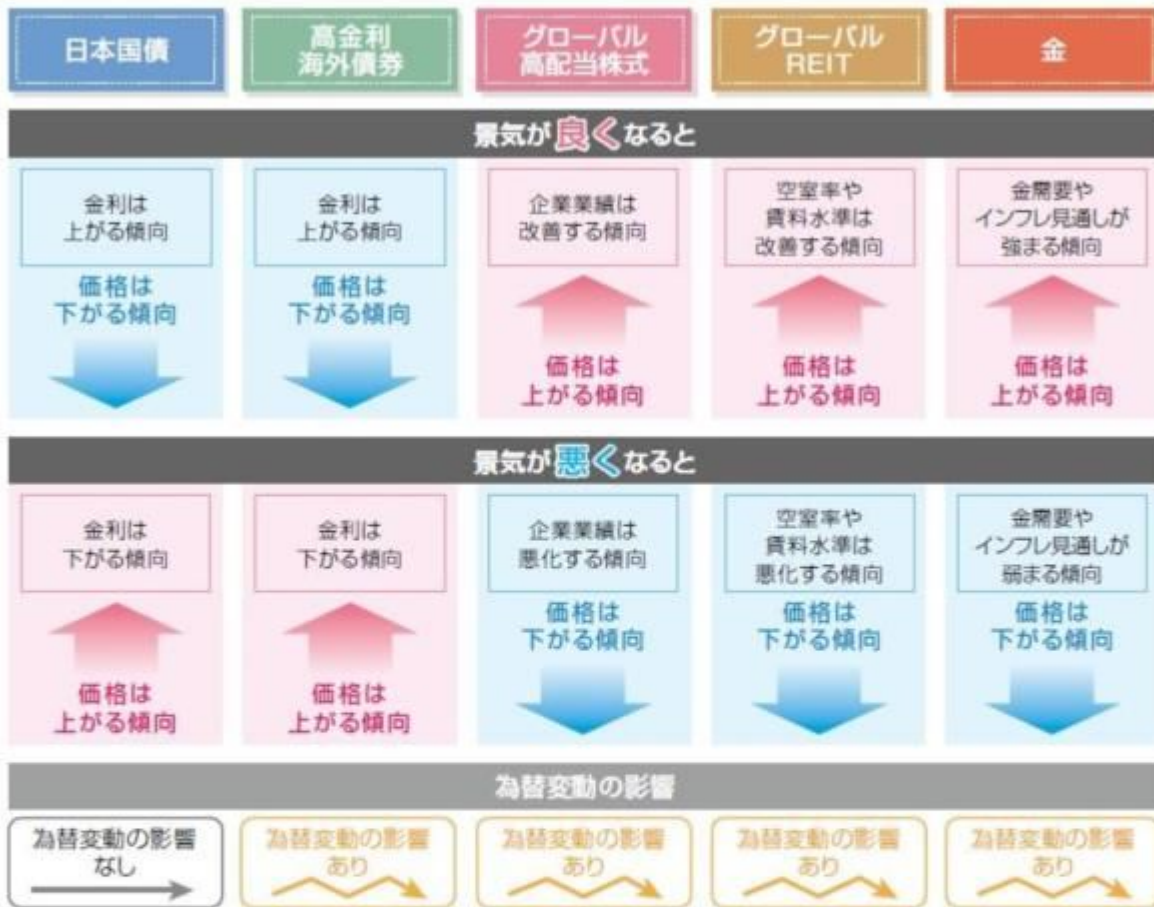 日本国債
高金利
海外債券
グローバル
高配当株式
グローバル
REIT
金
景気が良くなると
金利は
上がる傾向
価格は
下がる傾向
金利は
上がる傾向
価格は
下がる傾向
企業業績は
改善する傾向
価格は
上がる傾向
空室率や
賃料水準は
改善する傾向
価格は
上がる傾向
金需要や
インフレ見通しが
強まる傾向
価格は
上がる傾向
景気が悪くなると
金利は
下がる傾向
価格は
上がる傾向
金利は
下がる傾向
価格は
上がる傾向
企業業績は
悪化する傾向
価格は
下がる傾向
空室率や
賃料水準は
悪化する傾向
価格は
下がる傾向
金需要や
インフレ見通しが
弱まる傾向
価格は
下がる傾向
為替変動の影響
為替変動の影響
なし
為替変動の影響
あり
為替変動の影響
あり
為替変動の影響
あり
為替変動の影響
あり